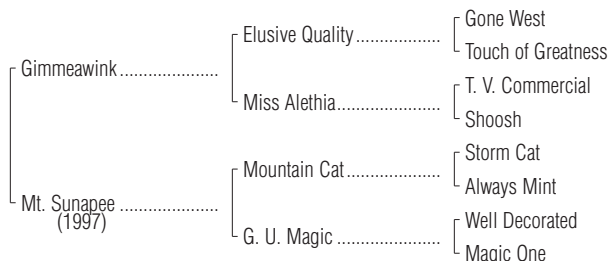 Gone West
Elusive Quality ....................
Touch of Greatness
Gimmeawink ......................
T. V. Commercial
Miss Alethia.........................
Shoosh
Storm Cat
Mountain Cat.......................
Always Mint
Mt. Sunapee ......................
(1997)
Well Decorated
G. U. Magic .........................
Magic One